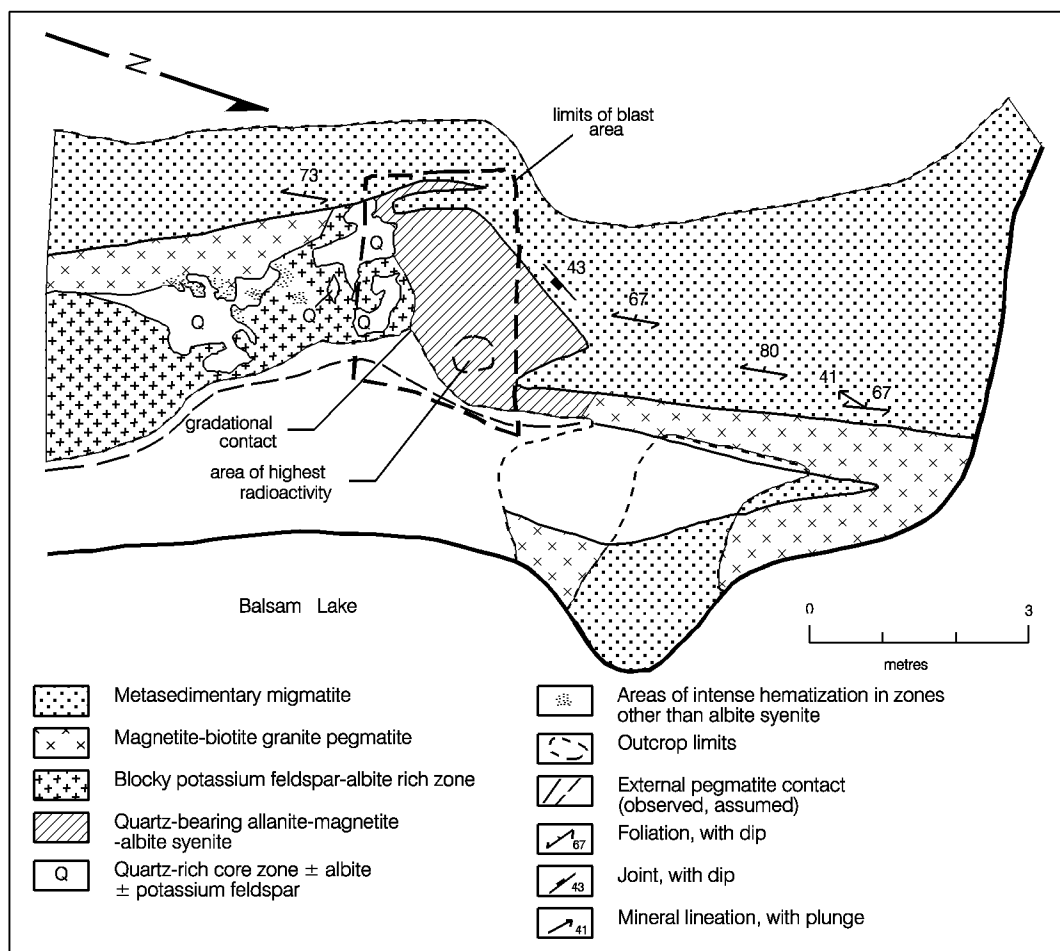 N
limits of blast
area
73
Q
43
Q
Q
Q
67
80
41
67
gradational
contact
area of highest
radioactivity
Balsam Lake
0
3
metres
Metasedimentary migmatite
Magnetite-biotite granite pegmatite
Blocky potassium feldspar-albite rich zone
Quartz-bearing allanite-magnetite
-albite syenite
Q
Quartz-rich core zone ± albite
± potassium feldspar
Areas of intense hematization in zones
other than albite syenite
Outcrop limits
External pegmatite contact
(observed, assumed)
67
Foliation, with dip
43
Joint, with dip
41
Mineral lineation, with plunge